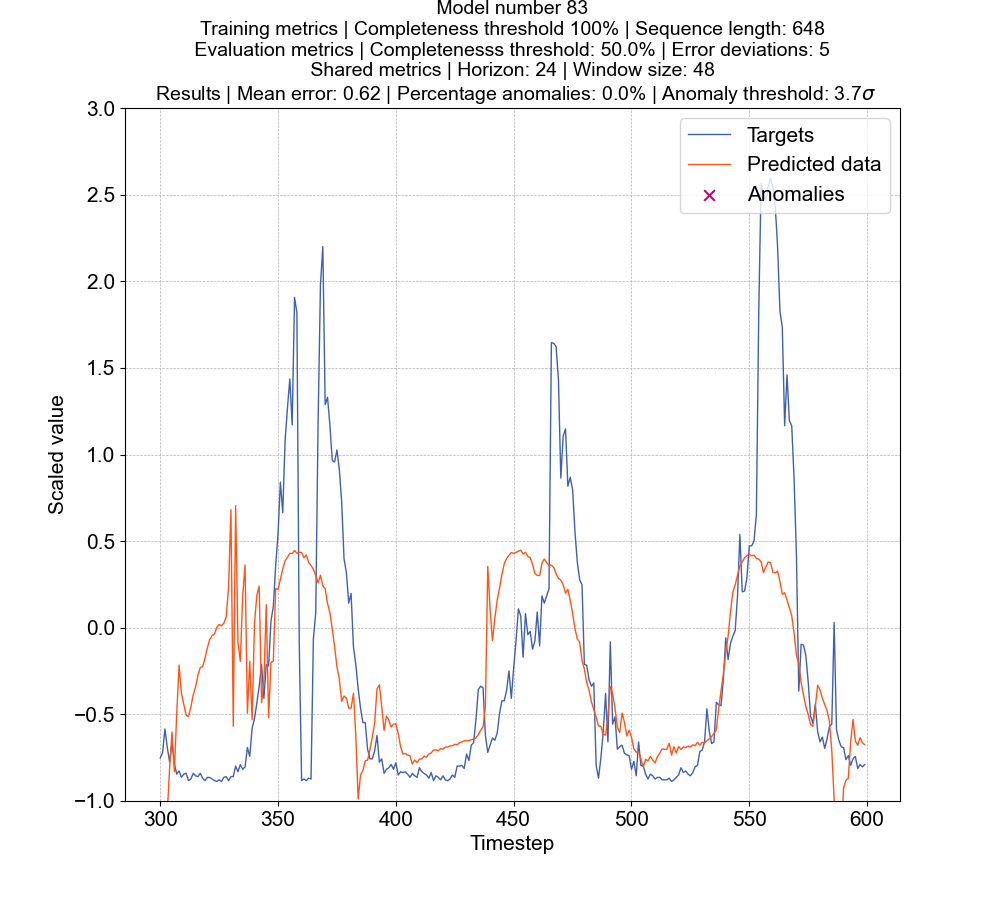 Model number 83
Training metrics | Completeness threshold 100% | Sequence length: 648
Evaluation metrics | Completenesss threshold: 50.0% | Error deviations: 5
Shared metrics | Horizon: 24 | Window size: 48
Results | Mean error: 0.62 | Percentage anomalies: 0.0% | Anomaly threshold: 3.7σ
Targets
Predicted data
Anomalies
3.0
2.5
2.0
1.5
1.0
0.5
0.0
−0.5
−1.0
Scaled value
300 350 400 450 500 550 600
Timestep